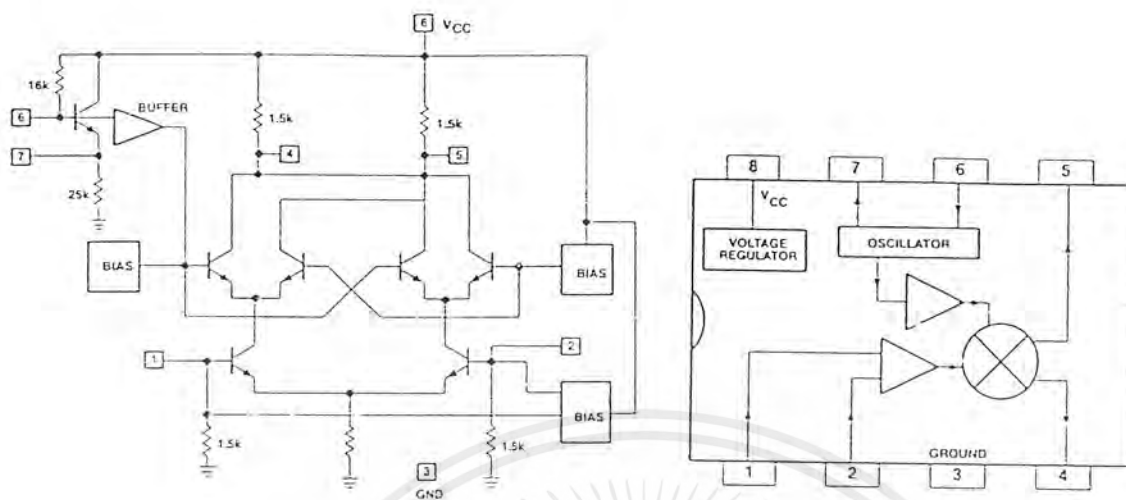 6 VCC
16k
6
BUFFER
1.5k
1.5k
7
4
5
25k
BIAS
BIAS
1
2
BIAS
1.5k
1.5k
3
GND
8 7 6 5
VCC
VOLTAGE
REGULATOR
OSCILLATOR
GROUND
1 2 3 4